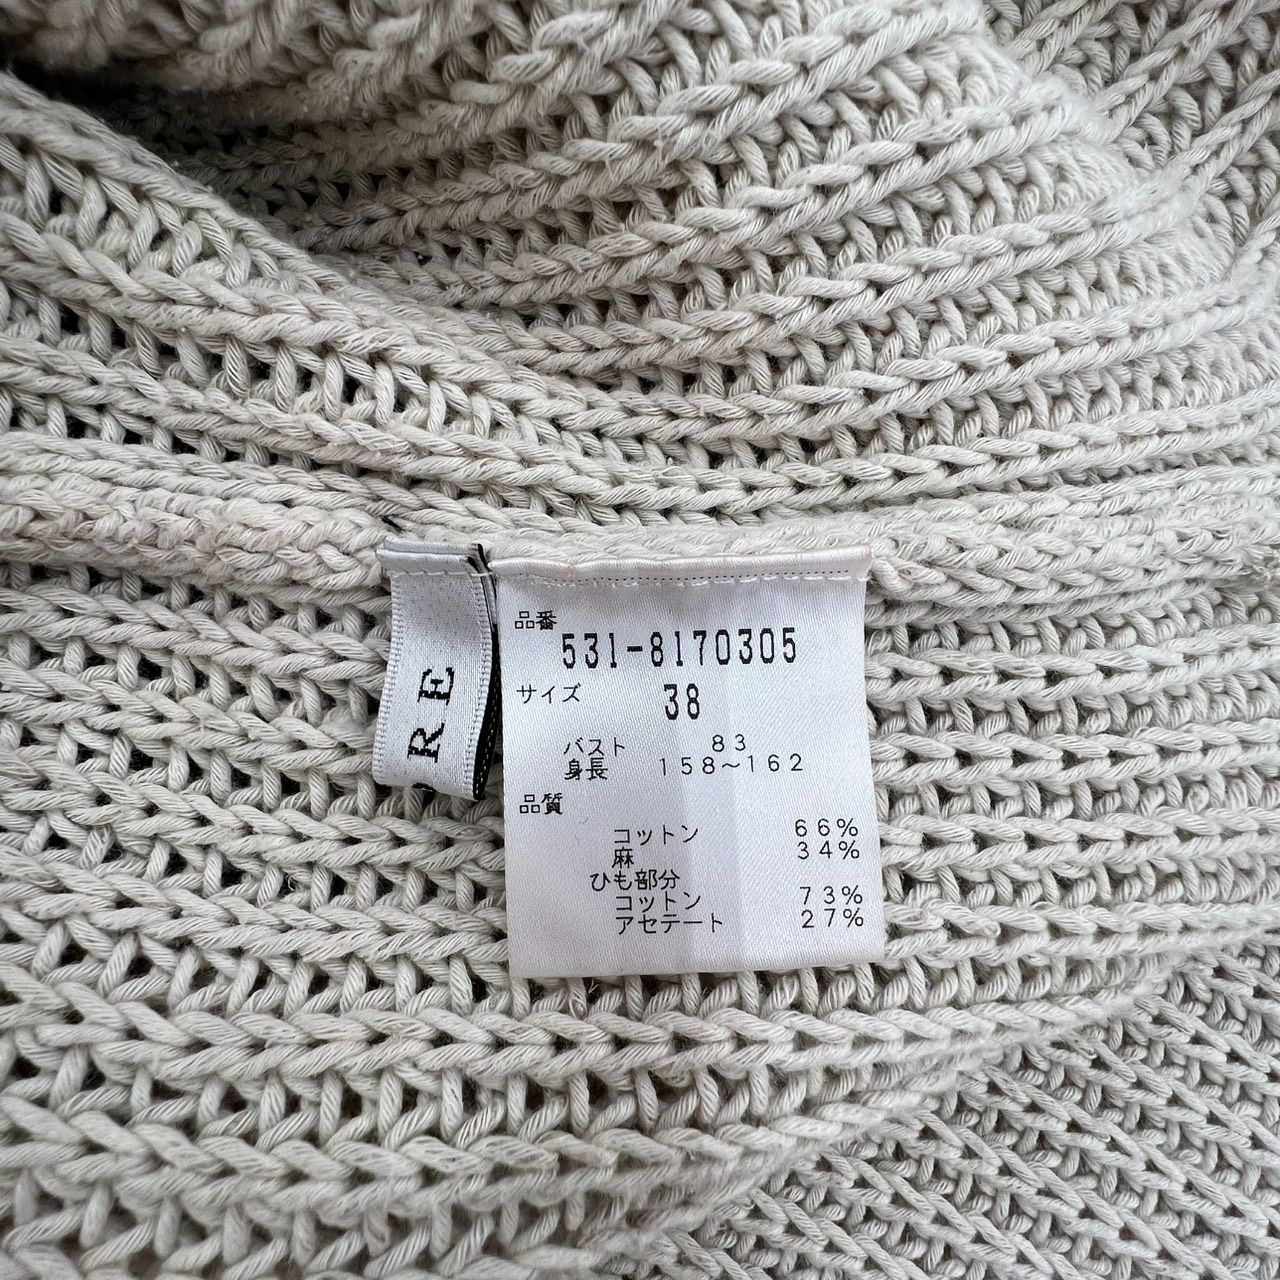 RE
品番
531-8170305
サイズ 38
バスト 83
身長 158~162
品質
コットン 66%
麻 34%
ひも部分
コットン 73%
アセテート 27%